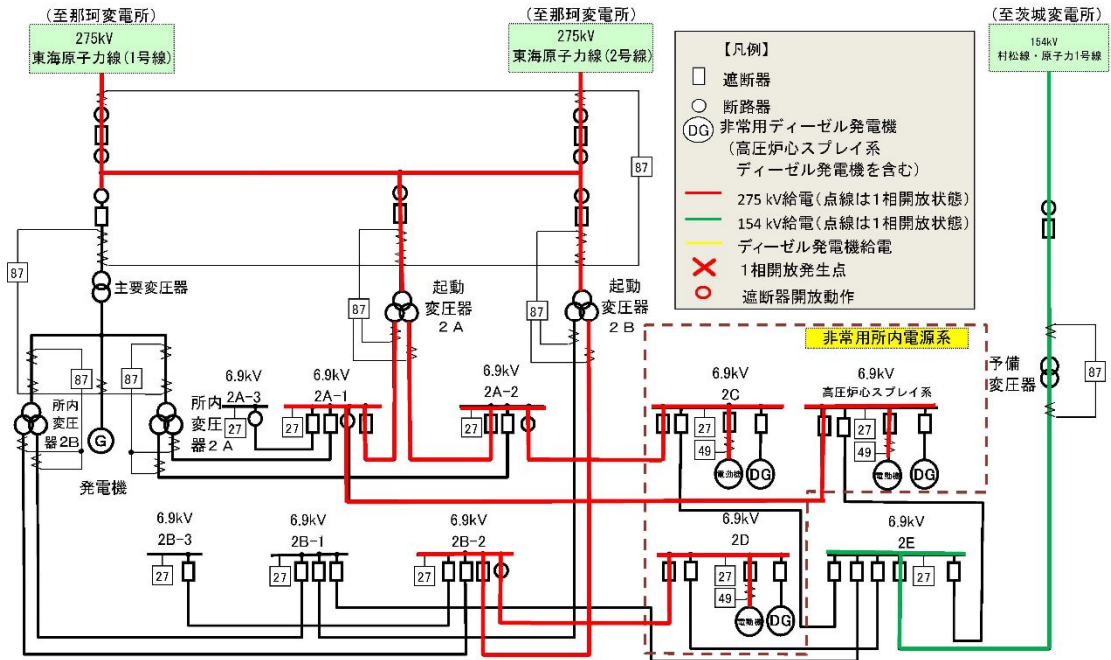 (至那珂変電所)
275kV
東海原子力線(1号線)
(至那珂変電所)
275kV
東海原子力線(2号線)
(至茨城変電所)
154kV
村松線・原子力1号線
【凡例】
遮断器
断路器
DG
非常用ディーゼル発電機
(高圧炉心スプレイ系
ディーゼル発電機を含む)
275 kV給電(点線は1相開放状態)
154 kV給電(点線は1相開放状態)
ディーゼル発電機給電
1相開放発生点
遮断器開放動作
87
87
主要変圧器
87
起動
変圧器
2A
87
起動
変圧器
2B
非常用所内電源系
予備
変圧器
87
87
87
所内
変圧
器2B
G
発電機
所内
変圧
器2A
6.9kV
2A-3
27
6.9kV
2A-1
27
6.9kV
2A-2
27
6.9kV
2C
27
49
電動機
DG
6.9kV
高圧炉心スプレイ系
27
49
電動機
DG
6.9kV
2B-3
27
6.9kV
2B-1
27
6.9kV
2B-2
27
6.9kV
2D
27
49
電動機
DG
6.9kV
2E
27